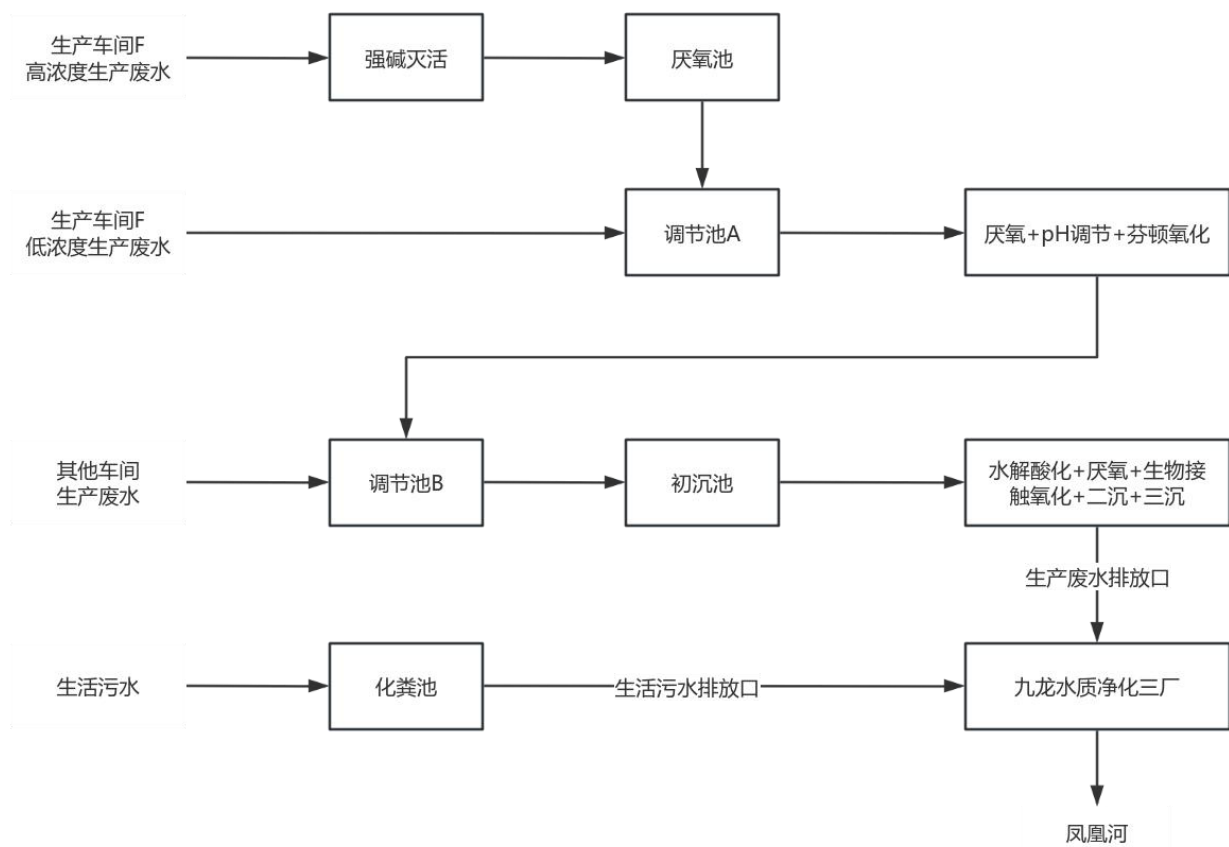 生产车间F
高浓度生产废水
强碱灭活
厌氧池
生产车间F
低浓度生产废水
调节池A
厌氧+pH调节+芬顿氧化
其他车间
生产废水
调节池B
初沉池
水解酸化+厌氧+生物接
触氧化+二沉+三沉
生产废水排放口
生活污水
化粪池
生活污水排放口
九龙水质净化三厂
凤凰河